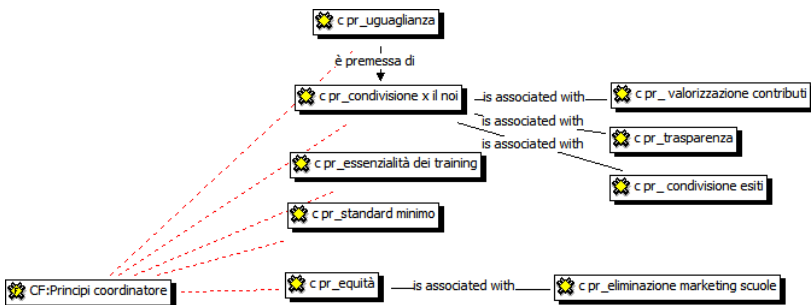 c pr_uguaglianza
è premessa di
c pr_condivisione x il noi
is associated with
c pr_ valorizzazione contributi
is associated with
c pr_trasparenza
is associated with
c pr_essenzialità dei training
c pr_ condivisione esiti
c pr_standard minimo
CF:Principi coordinatore
c pr_equità
is associated with
c pr_eliminazione marketing scuole